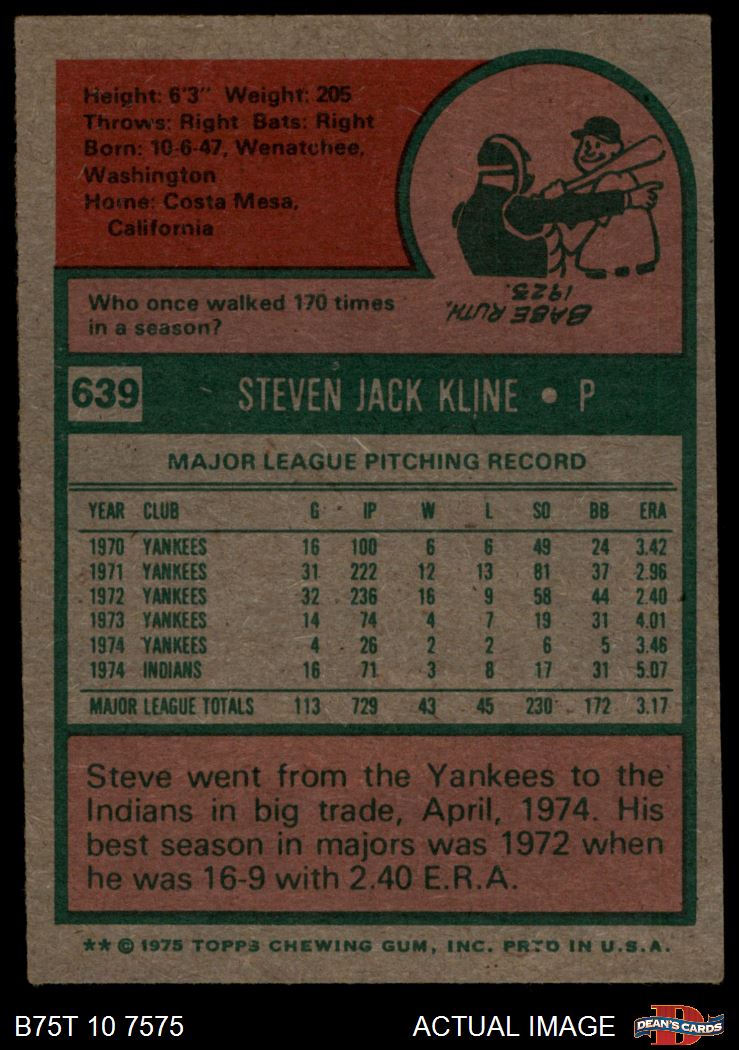 Height: 6'3" Weight: 205
Throws: Right Bats: Right
Born: 10-6-47, Wenatchee,
Washington
Home: Costa Mesa,
California
Who once walked 170 times
in a season?
BABE RUTH,
1923.
639 STEVEN JACK KLINE • P
MAJOR LEAGUE PITCHING RECORD
YEAR CLUB G IP W L SO BB ERA
1970 YANKEES 16 100 6 6 49 24 3.42
1971 YANKEES 31 222 12 13 81 37 2.96
1972 YANKEES 32 236 16 9 58 44 2.40
1973 YANKEES 14 74 4 7 19 31 4.01
1974 YANKEES 4 26 2 2 6 5 3.46
1974 INDIANS 16 71 3 8 17 31 5.07
MAJOR LEAGUE TOTALS 113 729 43 45 230 172 3.17
Steve went from the Yankees to the
Indians in big trade, April, 1974. His
best season in majors was 1972 when
he was 16-9 with 2.40 E.R.A.
** © 1975 TOPPS CHEWING GUM, INC. PRTD IN U.S.A.
B75T 10 7575 ACTUAL IMAGE D DEAN'S CARDS